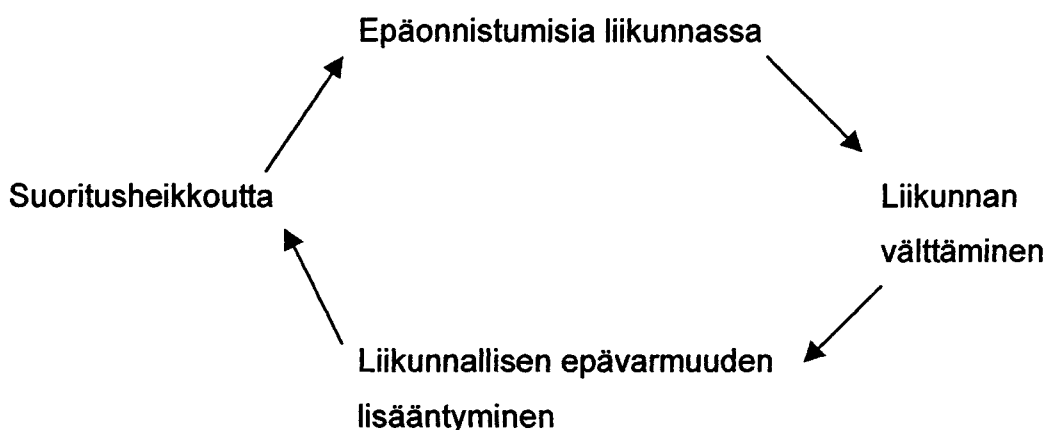 Epäonnistumisia liikunnassa
Suoritusheikkoutta
Liikunnan
välttäminen
Liikunnallisen epävarmuuden
lisääntyminen